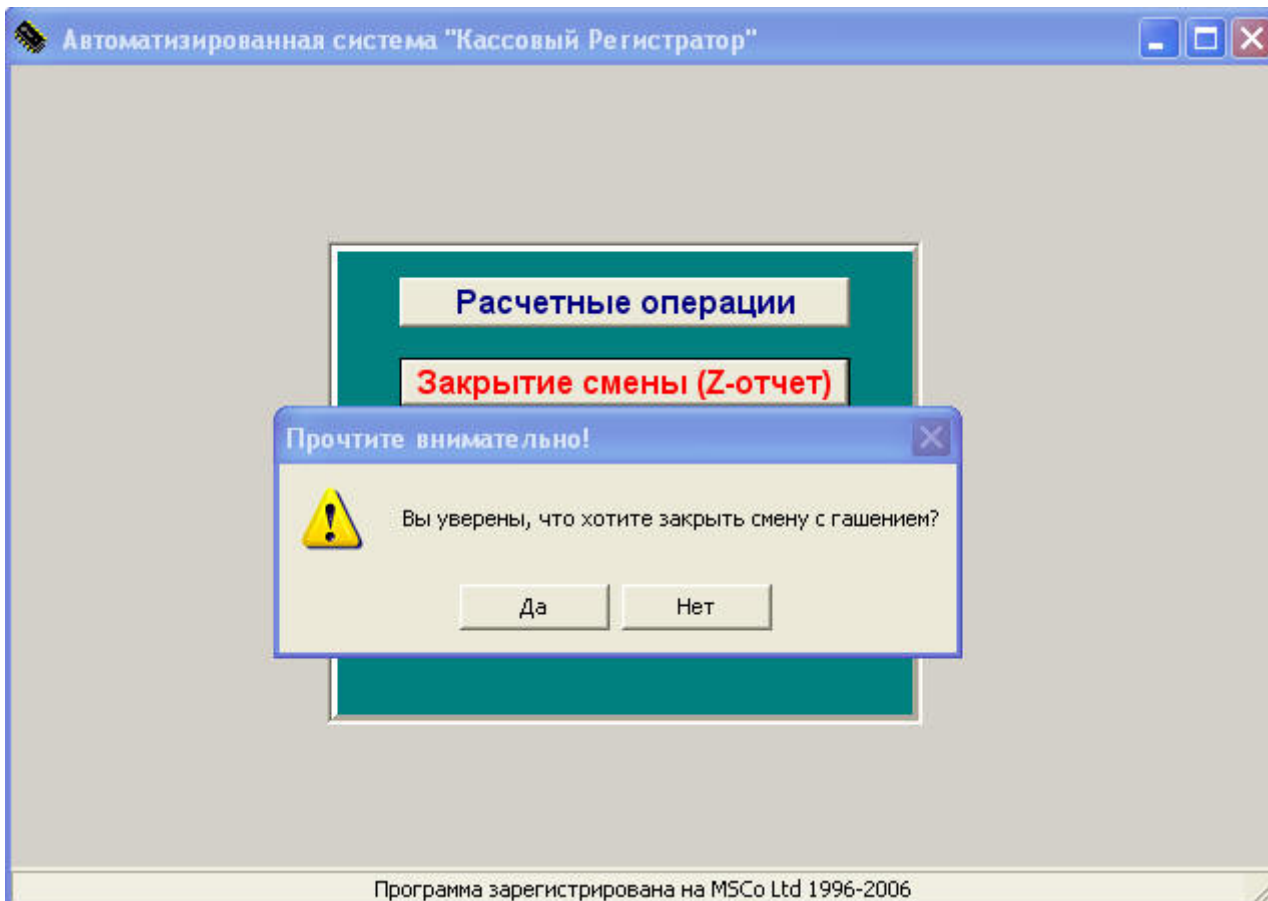 Автоматизированная система "Кассовый Регистратор"
Расчетные операции
Закрытие смены (Z-отчет)
Прочтите внимательно!
Вы уверены, что хотите закрыть смену с гашением?
Да
Нет
Программа зарегистрирована на MSCo Ltd 1996-2006